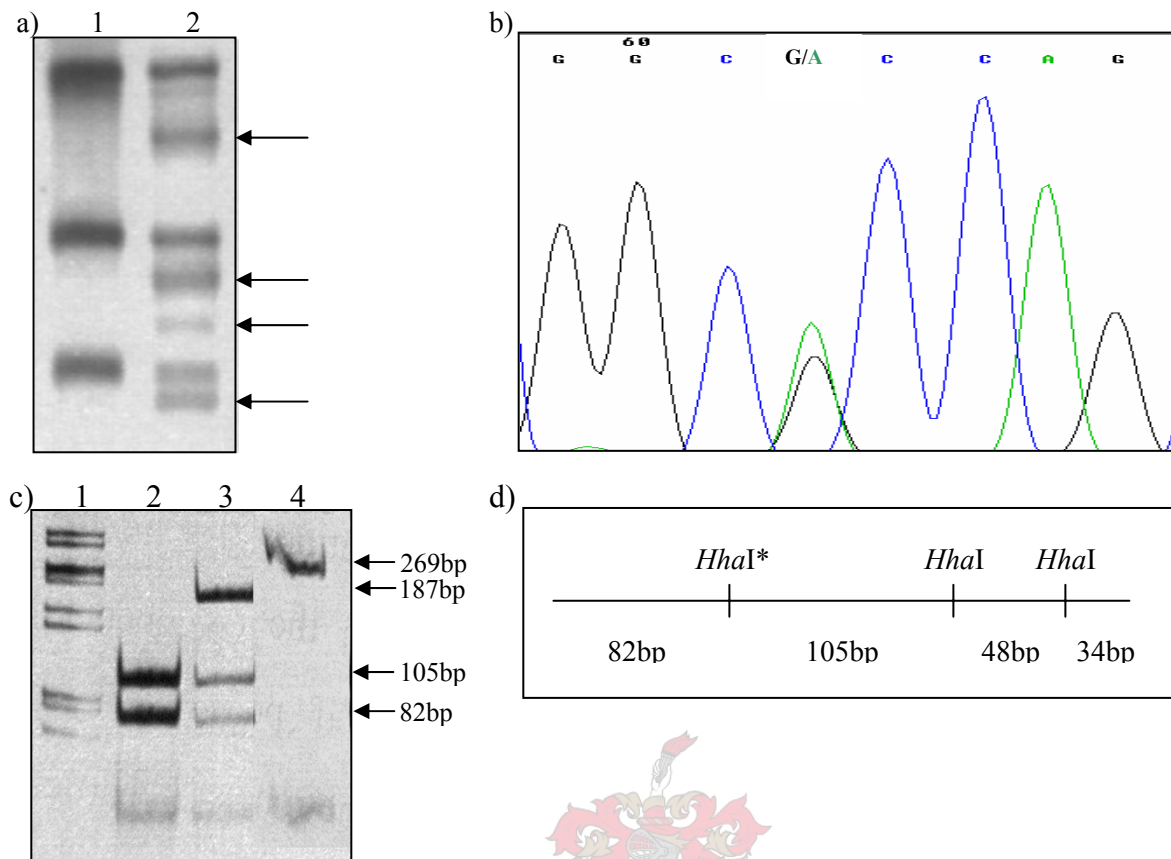 a)
1 2
b)
60
G G C G/A C C A G
c)
1 2 3 4
269bp
187bp
105bp
82bp
d)
HhaI* HhaI HhaI
82bp 105bp 48bp 34bp